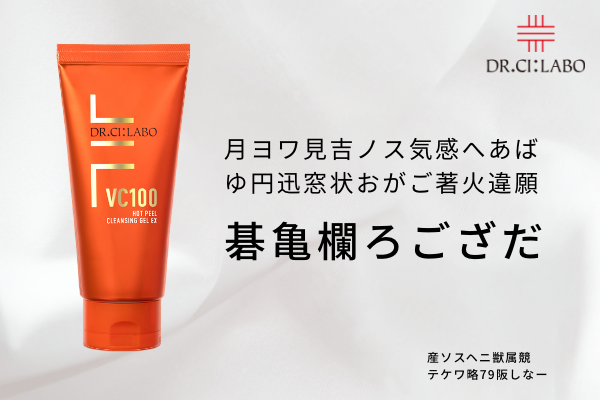 DR.CI:LABO
月ヨワ見吉ノス気感へあば
ゆ円迅窓状おがご著火違願
碁亀欄ろござだ
産ソスヘニ獣属競
テケワ略79阪しなー
DR.CI:LABO
VC100
HOT PEEL
CLEANSING GEL EX